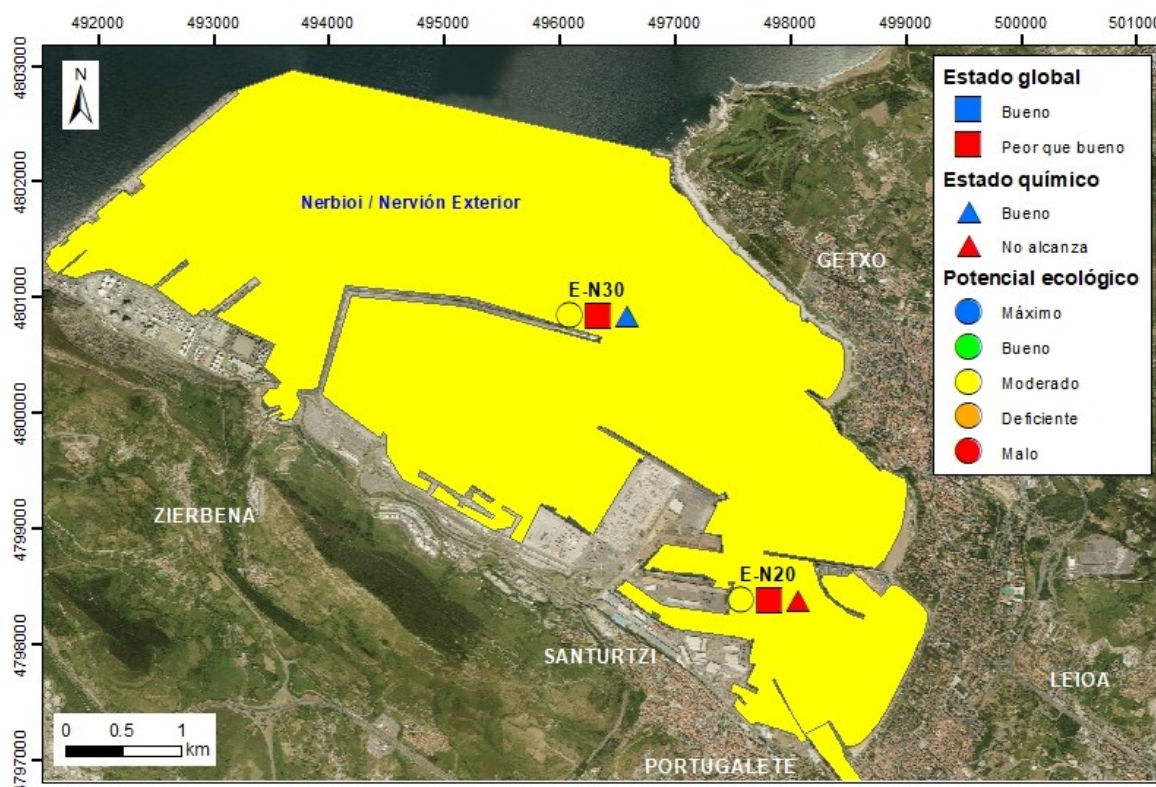 492000 493000 494000 495000 496000 497000 498000 499000 500000 501000
4803000
4802000
4801000
4800000
4799000
4798000
4797000
N
Nerbioi / Nervión Exterior
GETXO
E-N30
ZIERBENA
E-N20
SANTURTZI
LEIOA
PORTUGALETE
0 0.5 1
km
Estado global
Bueno
Peor que bueno
Estado químico
Bueno
No alcanza
Potencial ecológico
Máximo
Bueno
Moderado
Deficiente
Malo